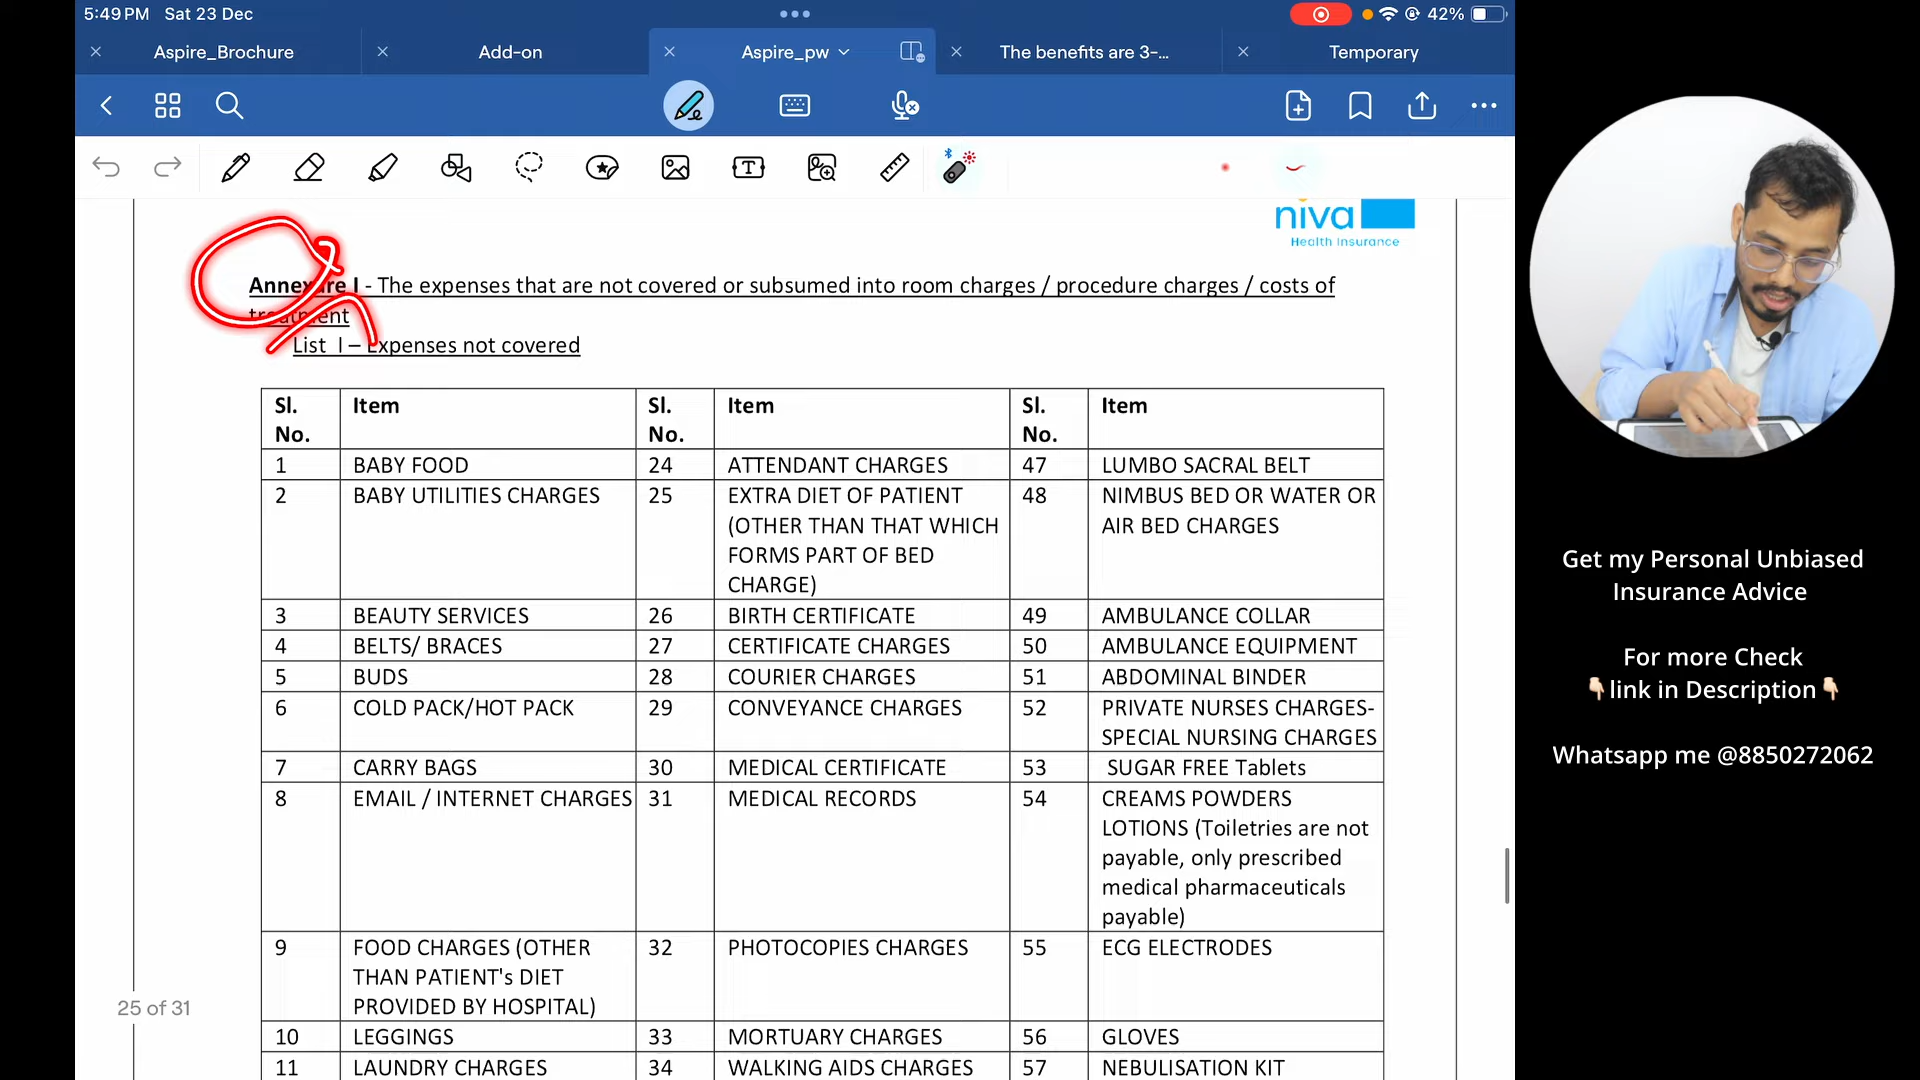 5:49 PM Sat 23 Dec
42%
Aspire_Brochure
Add-on
Aspire_pw
The benefits are 3-...
Temporary
niva
Health Insurance
Annexure I - The expenses that are not covered or subsumed into room charges / procedure charges / costs of
treatment
List I – Expenses not covered
Sl. No. Item Sl. No. Item Sl. No. Item
1 BABY FOOD 24 ATTENDANT CHARGES 47 LUMBO SACRAL BELT
2 BABY UTILITIES CHARGES 25 EXTRA DIET OF PATIENT 48 NIMBUS BED OR WATER OR
(OTHER THAN THAT WHICH AIR BED CHARGES
FORMS PART OF BED
CHARGE)
3 BEAUTY SERVICES 26 BIRTH CERTIFICATE 49 AMBULANCE COLLAR
4 BELTS/ BRACES 27 CERTIFICATE CHARGES 50 AMBULANCE EQUIPMENT
5 BUDS 28 COURIER CHARGES 51 ABDOMINAL BINDER
6 COLD PACK/HOT PACK 29 CONVEYANCE CHARGES 52 PRIVATE NURSES CHARGES-
SPECIAL NURSING CHARGES
7 CARRY BAGS 30 MEDICAL CERTIFICATE 53 SUGAR FREE Tablets
8 EMAIL / INTERNET CHARGES 31 MEDICAL RECORDS 54 CREAMS POWDERS
LOTIONS (Toiletries are not
payable, only prescribed
medical pharmaceuticals
payable)
9 FOOD CHARGES (OTHER 32 PHOTOCOPIES CHARGES 55 ECG ELECTRODES
THAN PATIENT's DIET
PROVIDED BY HOSPITAL)
10 LEGGINGS 33 MORTUARY CHARGES 56 GLOVES
11 LAUNDRY CHARGES 34 WALKING AIDS CHARGES 57 NEBULISATION KIT
25 of 31
Get my Personal Unbiased
Insurance Advice
For more Check
👇🏻link in Description👇🏻
Whatsapp me @8850272062